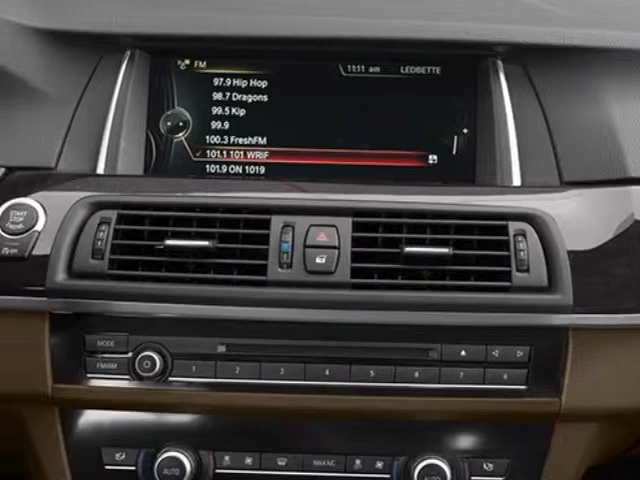 FM
11:11 am LEDBETTE
97.9 Hip Hop
98.7 Dragons
99.5 Kip
99.9
100.3 FreshFM
101.1 101 WRIF
101.9 ON 1019
START
STOP
MODE
FM/AM
1 2 3 4 5 6 7 8
AUTO MAX AC AUTO